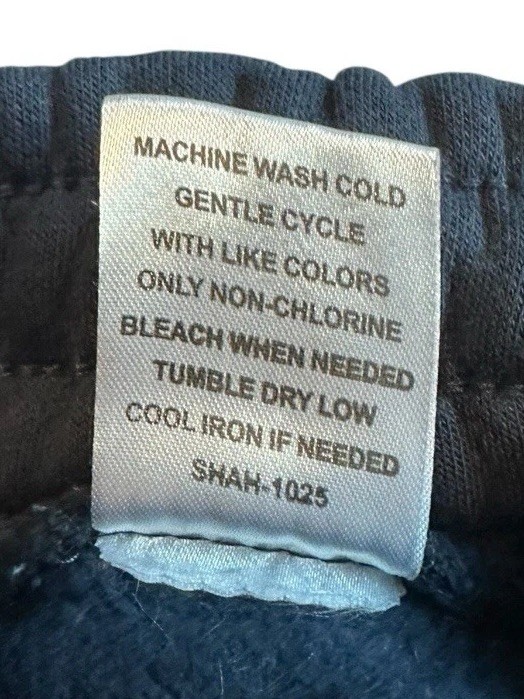 MACHINE WASH COLD
GENTLE CYCLE
WITH LIKE COLORS
ONLY NON-CHLORINE
BLEACH WHEN NEEDED
TUMBLE DRY LOW
COOL IRON IF NEEDED
SHAH-1025